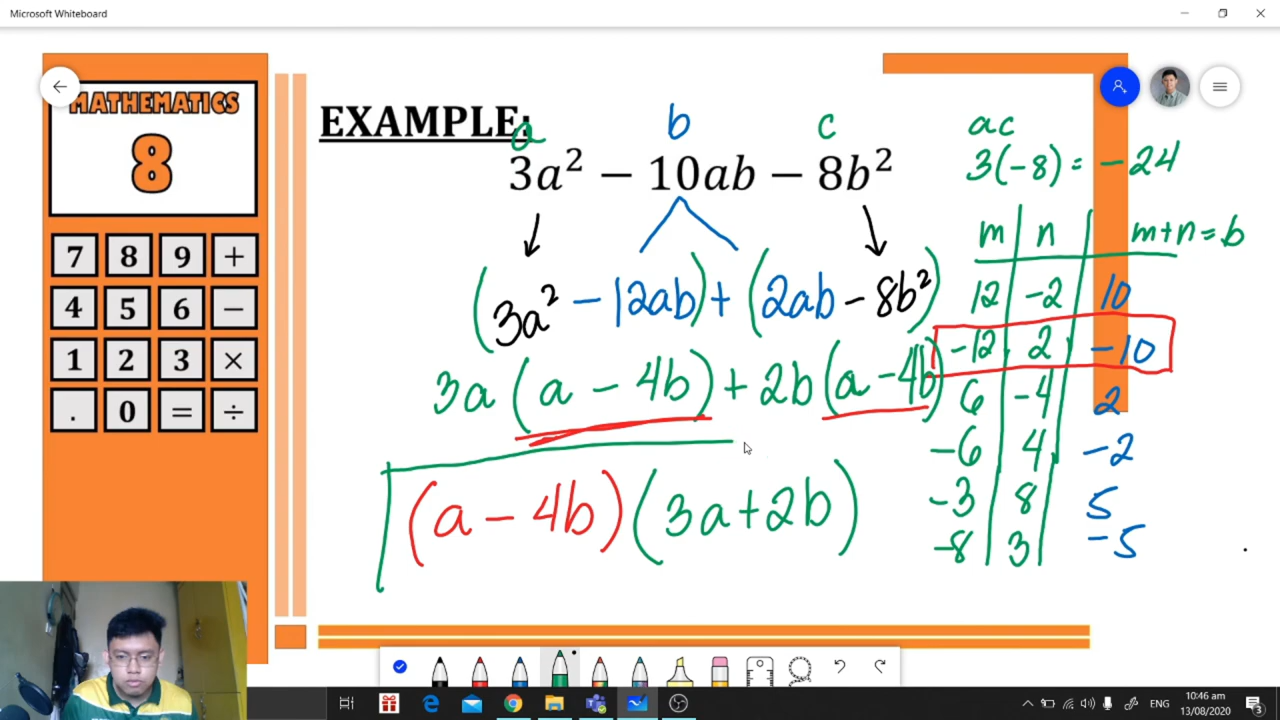 Microsoft Whiteboard
MATHEMATICS
8
7 8 9 +
4 5 6 −
1 2 3 ×
. 0 = ÷
EXAMPLE:
a b c
3a² − 10ab − 8b²
(3a² − 12ab) + (2ab − 8b²)
3a(a − 4b) + 2b(a − 4b)
(a − 4b)(3a + 2b)
ac
3(-8) = -24
m n m+n=b
12 -2 10
-12 2 -10
6 -4 2
-6 4 -2
-3 8 5
-8 3 -5
ENG
10:46 am
13/08/2020
3